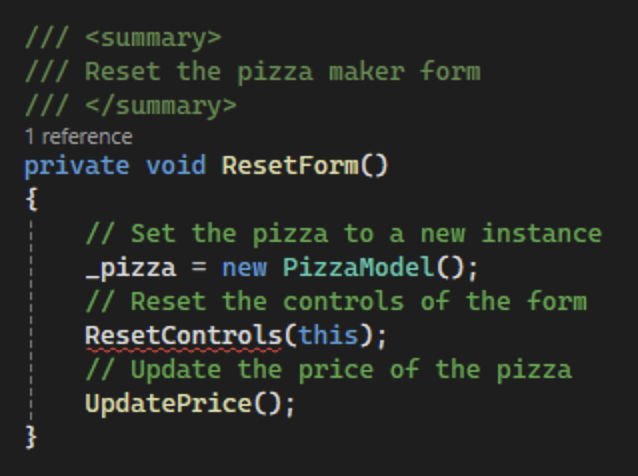 /// <summary>
/// Reset the pizza maker form
/// </summary>
1 reference
private void ResetForm()
{
// Set the pizza to a new instance
_pizza = new PizzaModel();
// Reset the controls of the form
ResetControls(this);
// Update the price of the pizza
UpdatePrice();
}